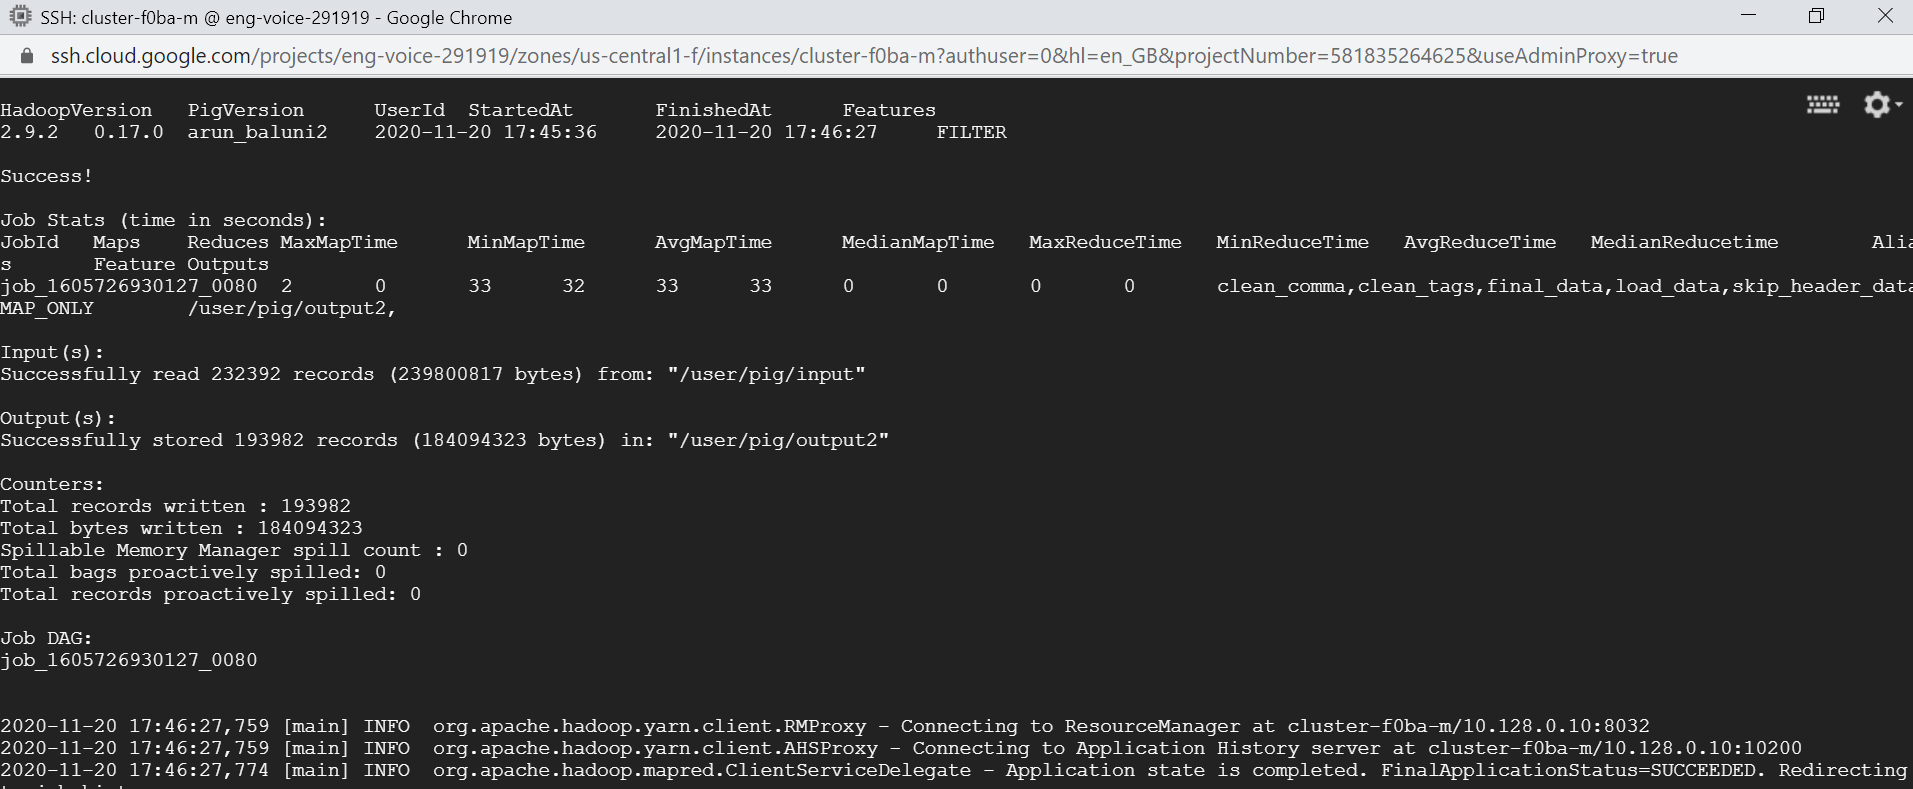 SSH: cluster-f0ba-m @ eng-voice-291919 - Google Chrome
ssh.cloud.google.com/projects/eng-voice-291919/zones/us-central1-f/instances/cluster-f0ba-m?authuser=0&hl=en_GB&projectNumber=581835264625&useAdminProxy=true
HadoopVersion PigVersion UserId StartedAt FinishedAt Features
2.9.2 0.17.0 arun_baluni2 2020-11-20 17:45:36 2020-11-20 17:46:27 FILTER
Success!
Job Stats (time in seconds):
JobId Maps Reduces MaxMapTime MinMapTime AvgMapTime MedianMapTime MaxReduceTime MinReduceTime AvgReduceTime MedianReducetime Alia
s Feature Outputs
job_1605726930127_0080 2 0 33 32 33 33 0 0 0 0 clean_comma,clean_tags,final_data,load_data,skip_header_data
MAP_ONLY /user/pig/output2,
Input(s):
Successfully read 232392 records (239800817 bytes) from: "/user/pig/input"
Output(s):
Successfully stored 193982 records (184094323 bytes) in: "/user/pig/output2"
Counters:
Total records written : 193982
Total bytes written : 184094323
Spillable Memory Manager spill count : 0
Total bags proactively spilled: 0
Total records proactively spilled: 0
Job DAG:
job_1605726930127_0080
2020-11-20 17:46:27,759 [main] INFO org.apache.hadoop.yarn.client.RMProxy - Connecting to ResourceManager at cluster-f0ba-m/10.128.0.10:8032
2020-11-20 17:46:27,759 [main] INFO org.apache.hadoop.yarn.client.AHSProxy - Connecting to Application History server at cluster-f0ba-m/10.128.0.10:10200
2020-11-20 17:46:27,774 [main] INFO org.apache.hadoop.mapred.ClientServiceDelegate - Application state is completed. FinalApplicationStatus=SUCCEEDED. Redirecting